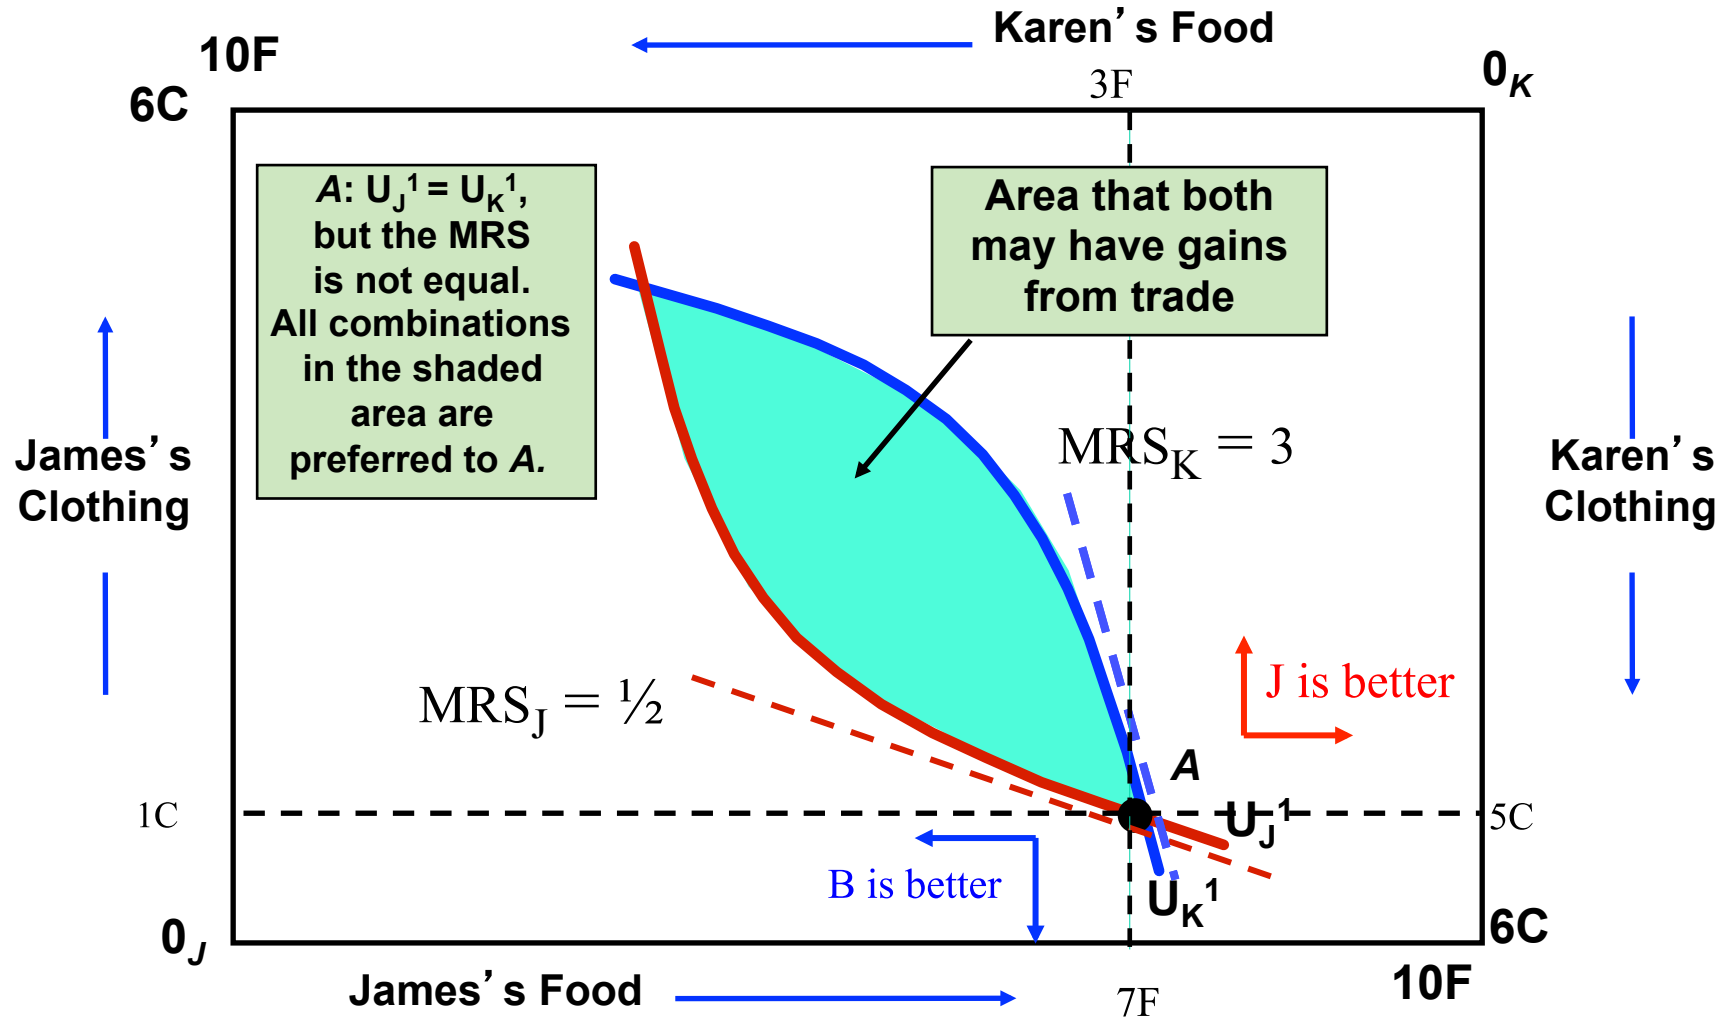 Karen’s Food
10F
0K
6C
3F
A: UJ1 = UK1,
but the MRS
is not equal.
All combinations
in the shaded
area are
preferred to A.
Area that both
may have gains
from trade
MRSK = 3
James’s
Clothing
Karen’s
Clothing
J is better
MRSJ = ½
A
1C
UJ1
5C
B is better
UK1
0J
6C
James’s Food
10F
7F